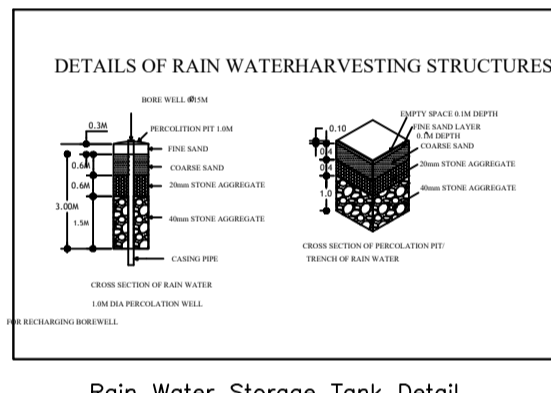 DETAILS OF RAIN WATERHARVESTING STRUCTURES
BORE WELL Ø15M
0.3M
PERCOLITION PIT 1.0M
FINE SAND
0.6M
COARSE SAND
0.6M
20mm STONE AGGREGATE
3.00M
1.5M
40mm STONE AGGREGATE
CASING PIPE
CROSS SECTION OF RAIN WATER
1.0M DIA PERCOLATION WELL
FOR RECHARGING BOREWELL
0.10
EMPTY SPACE 0.1M DEPTH
FINE SAND LAYER
DEPTH
0.4
COARSE SAND
0.4
20mm STONE AGGREGATE
1.0
40mm STONE AGGREGATE
CROSS SECTION OF PERCOLATION PIT/
TRENCH OF RAIN WATER
Rain Water Storage Tank Detail